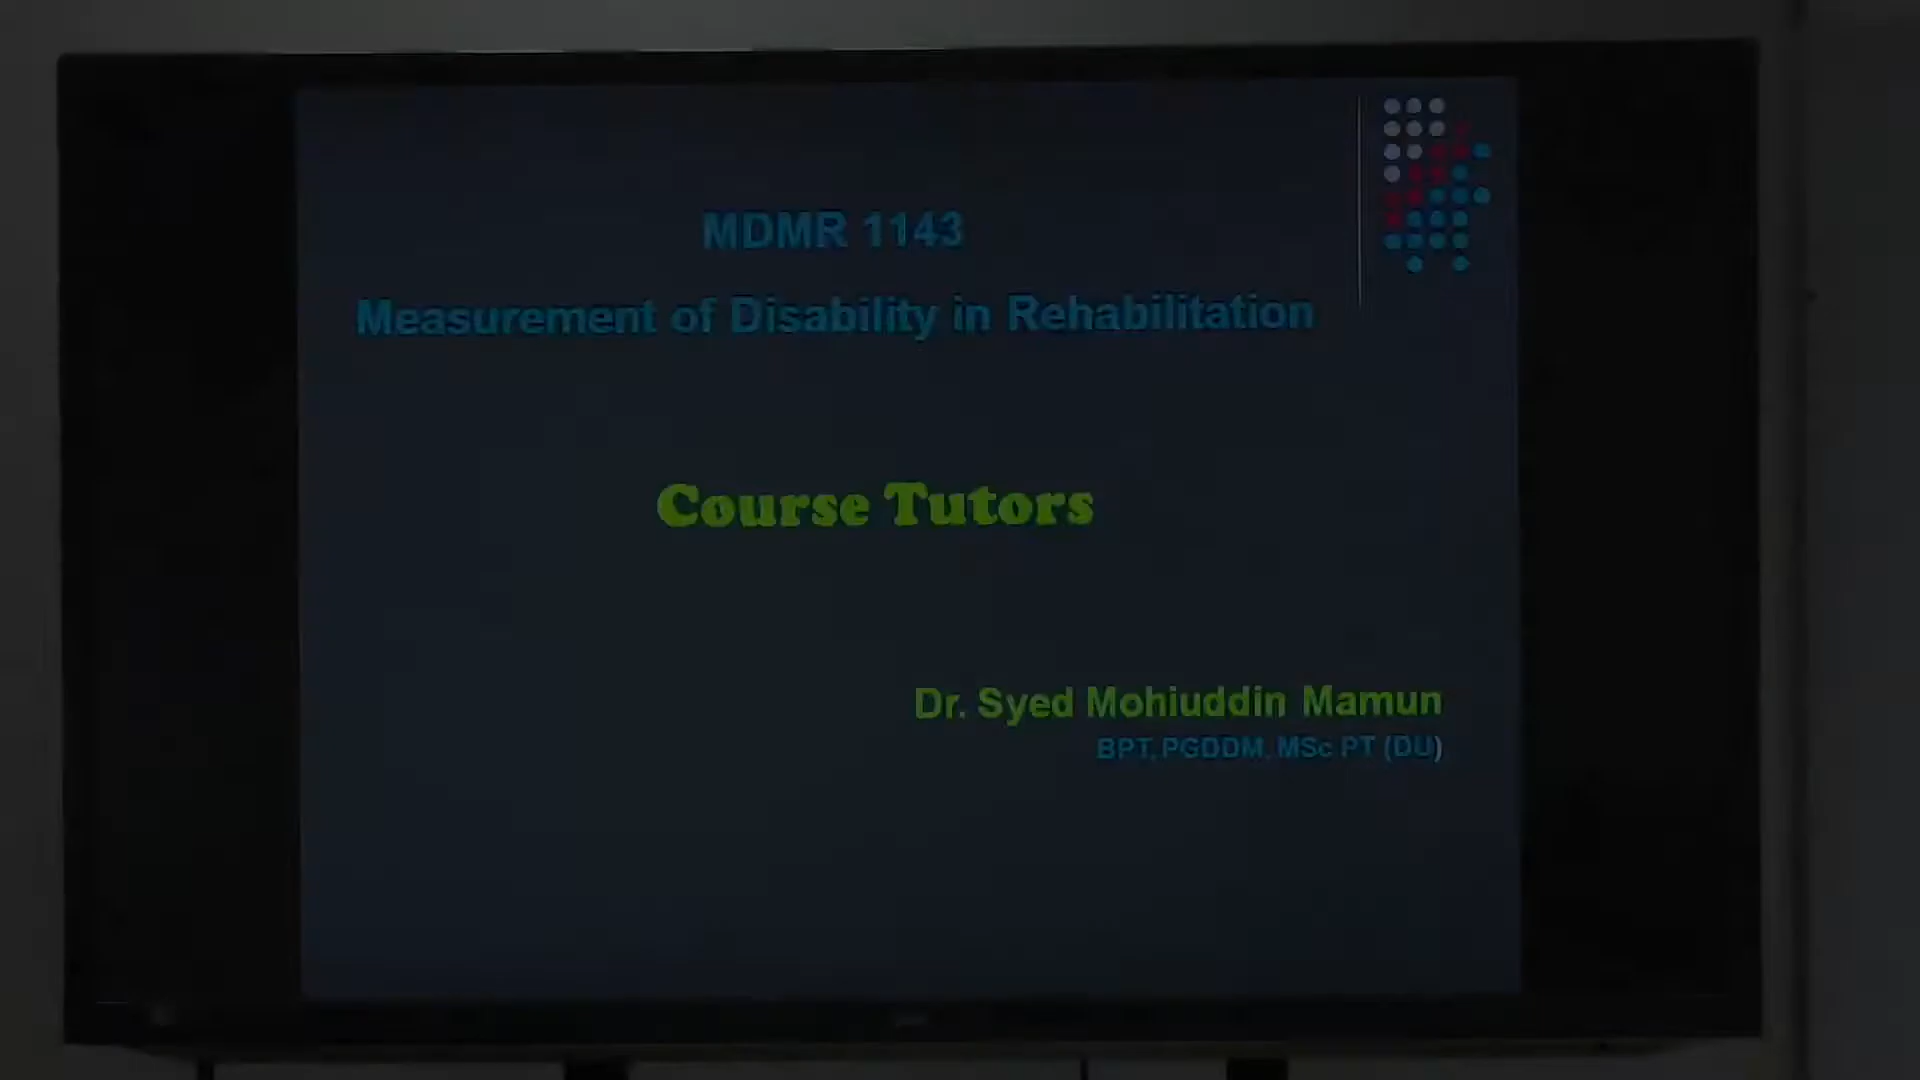 MDMR 1143
Measurement of Disability in Rehabilitation
Course Tutors
Dr. Syed Mohiuddin Mamun
BPT, PGDDM, MSc PT (DU)